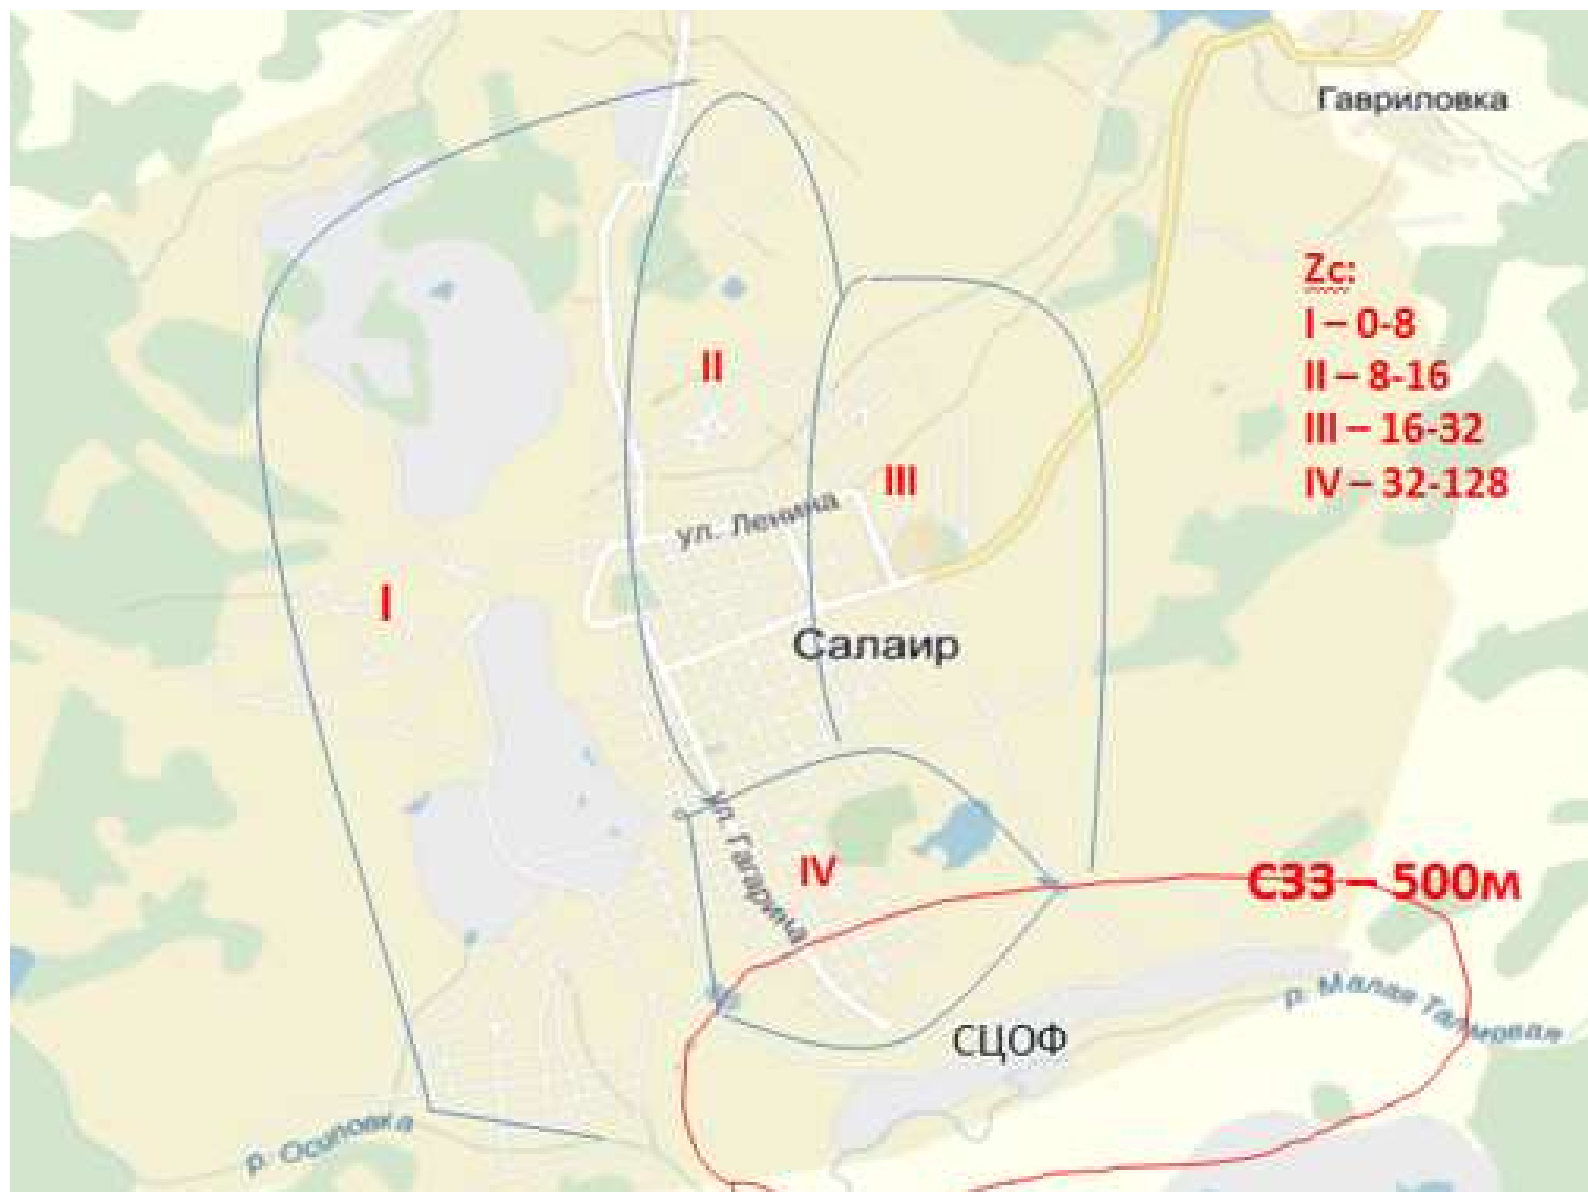 Гавриловка
Zc:
I – 0-8
II – 8-16
III – 16-32
IV – 32-128
II
III
ул. Ленина
I
Салаир
ул. Гагарина
IV
СЗЗ – 500м
р. Малая Талмовая
СЦОФ
р. Осиповка